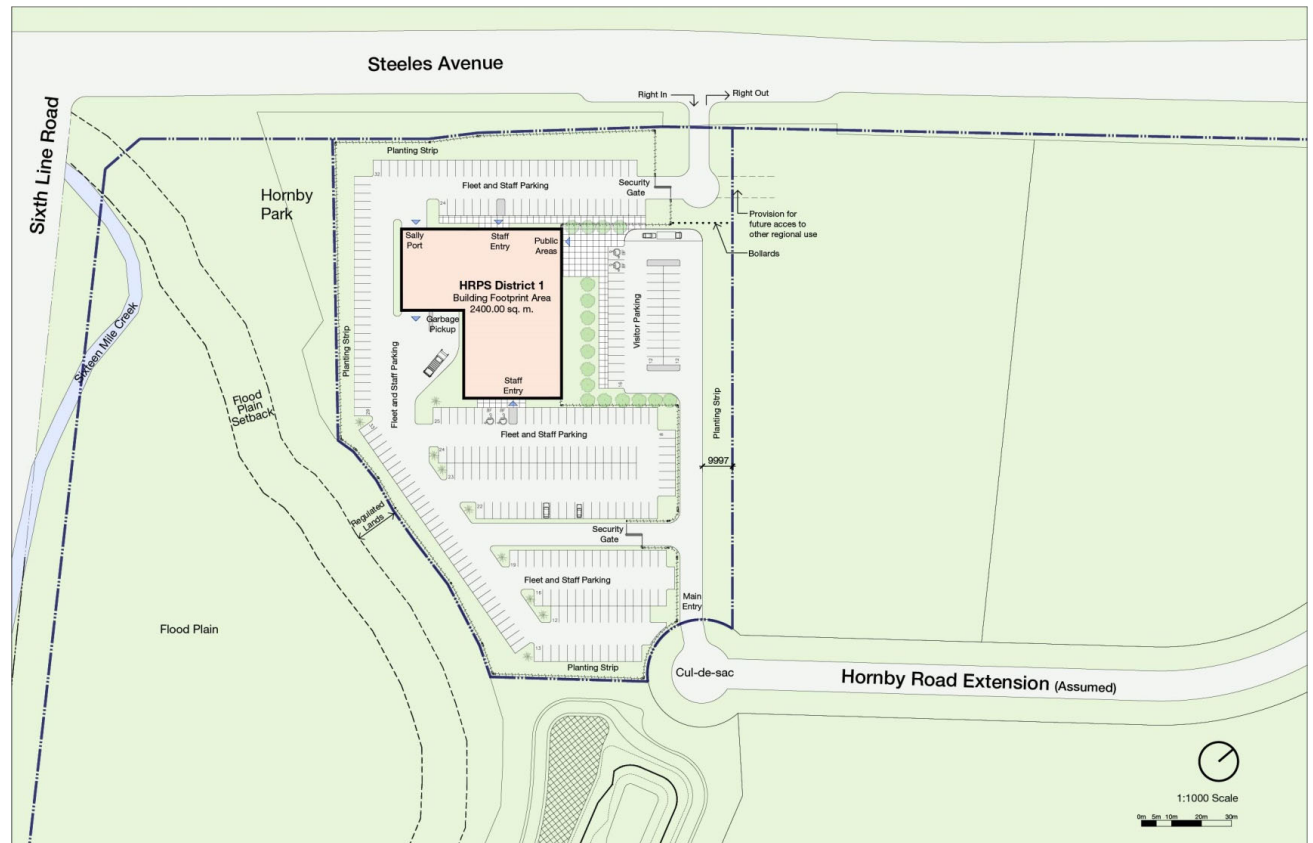 Steeles Avenue
Sixth Line Road
Right In
Right Out
Planting Strip
Hornby
Park
Fleet and Staff Parking
Security
Gate
Provision for
future acces to
other regional use
Bollards
Sally
Port
Staff
Entry
Public
Areas
HRPS District 1
Building Footprint Area
2400.00 sq. m.
Garbage
Pickup
Staff
Entry
Visitor Parking
Planting Strip
Fleet and Staff Parking
Sixteen Mile Creek
Flood
Plain
Setback
Planting Strip
9997
25
Fleet and Staff Parking
24
23
22
Regulated
Lands
Security
Gate
Fleet and Staff Parking
Main
Entry
Flood Plain
Planting Strip
Cul-de-sac
Hornby Road Extension (Assumed)
1:1000 Scale
0m 5m 10m 20m 30m